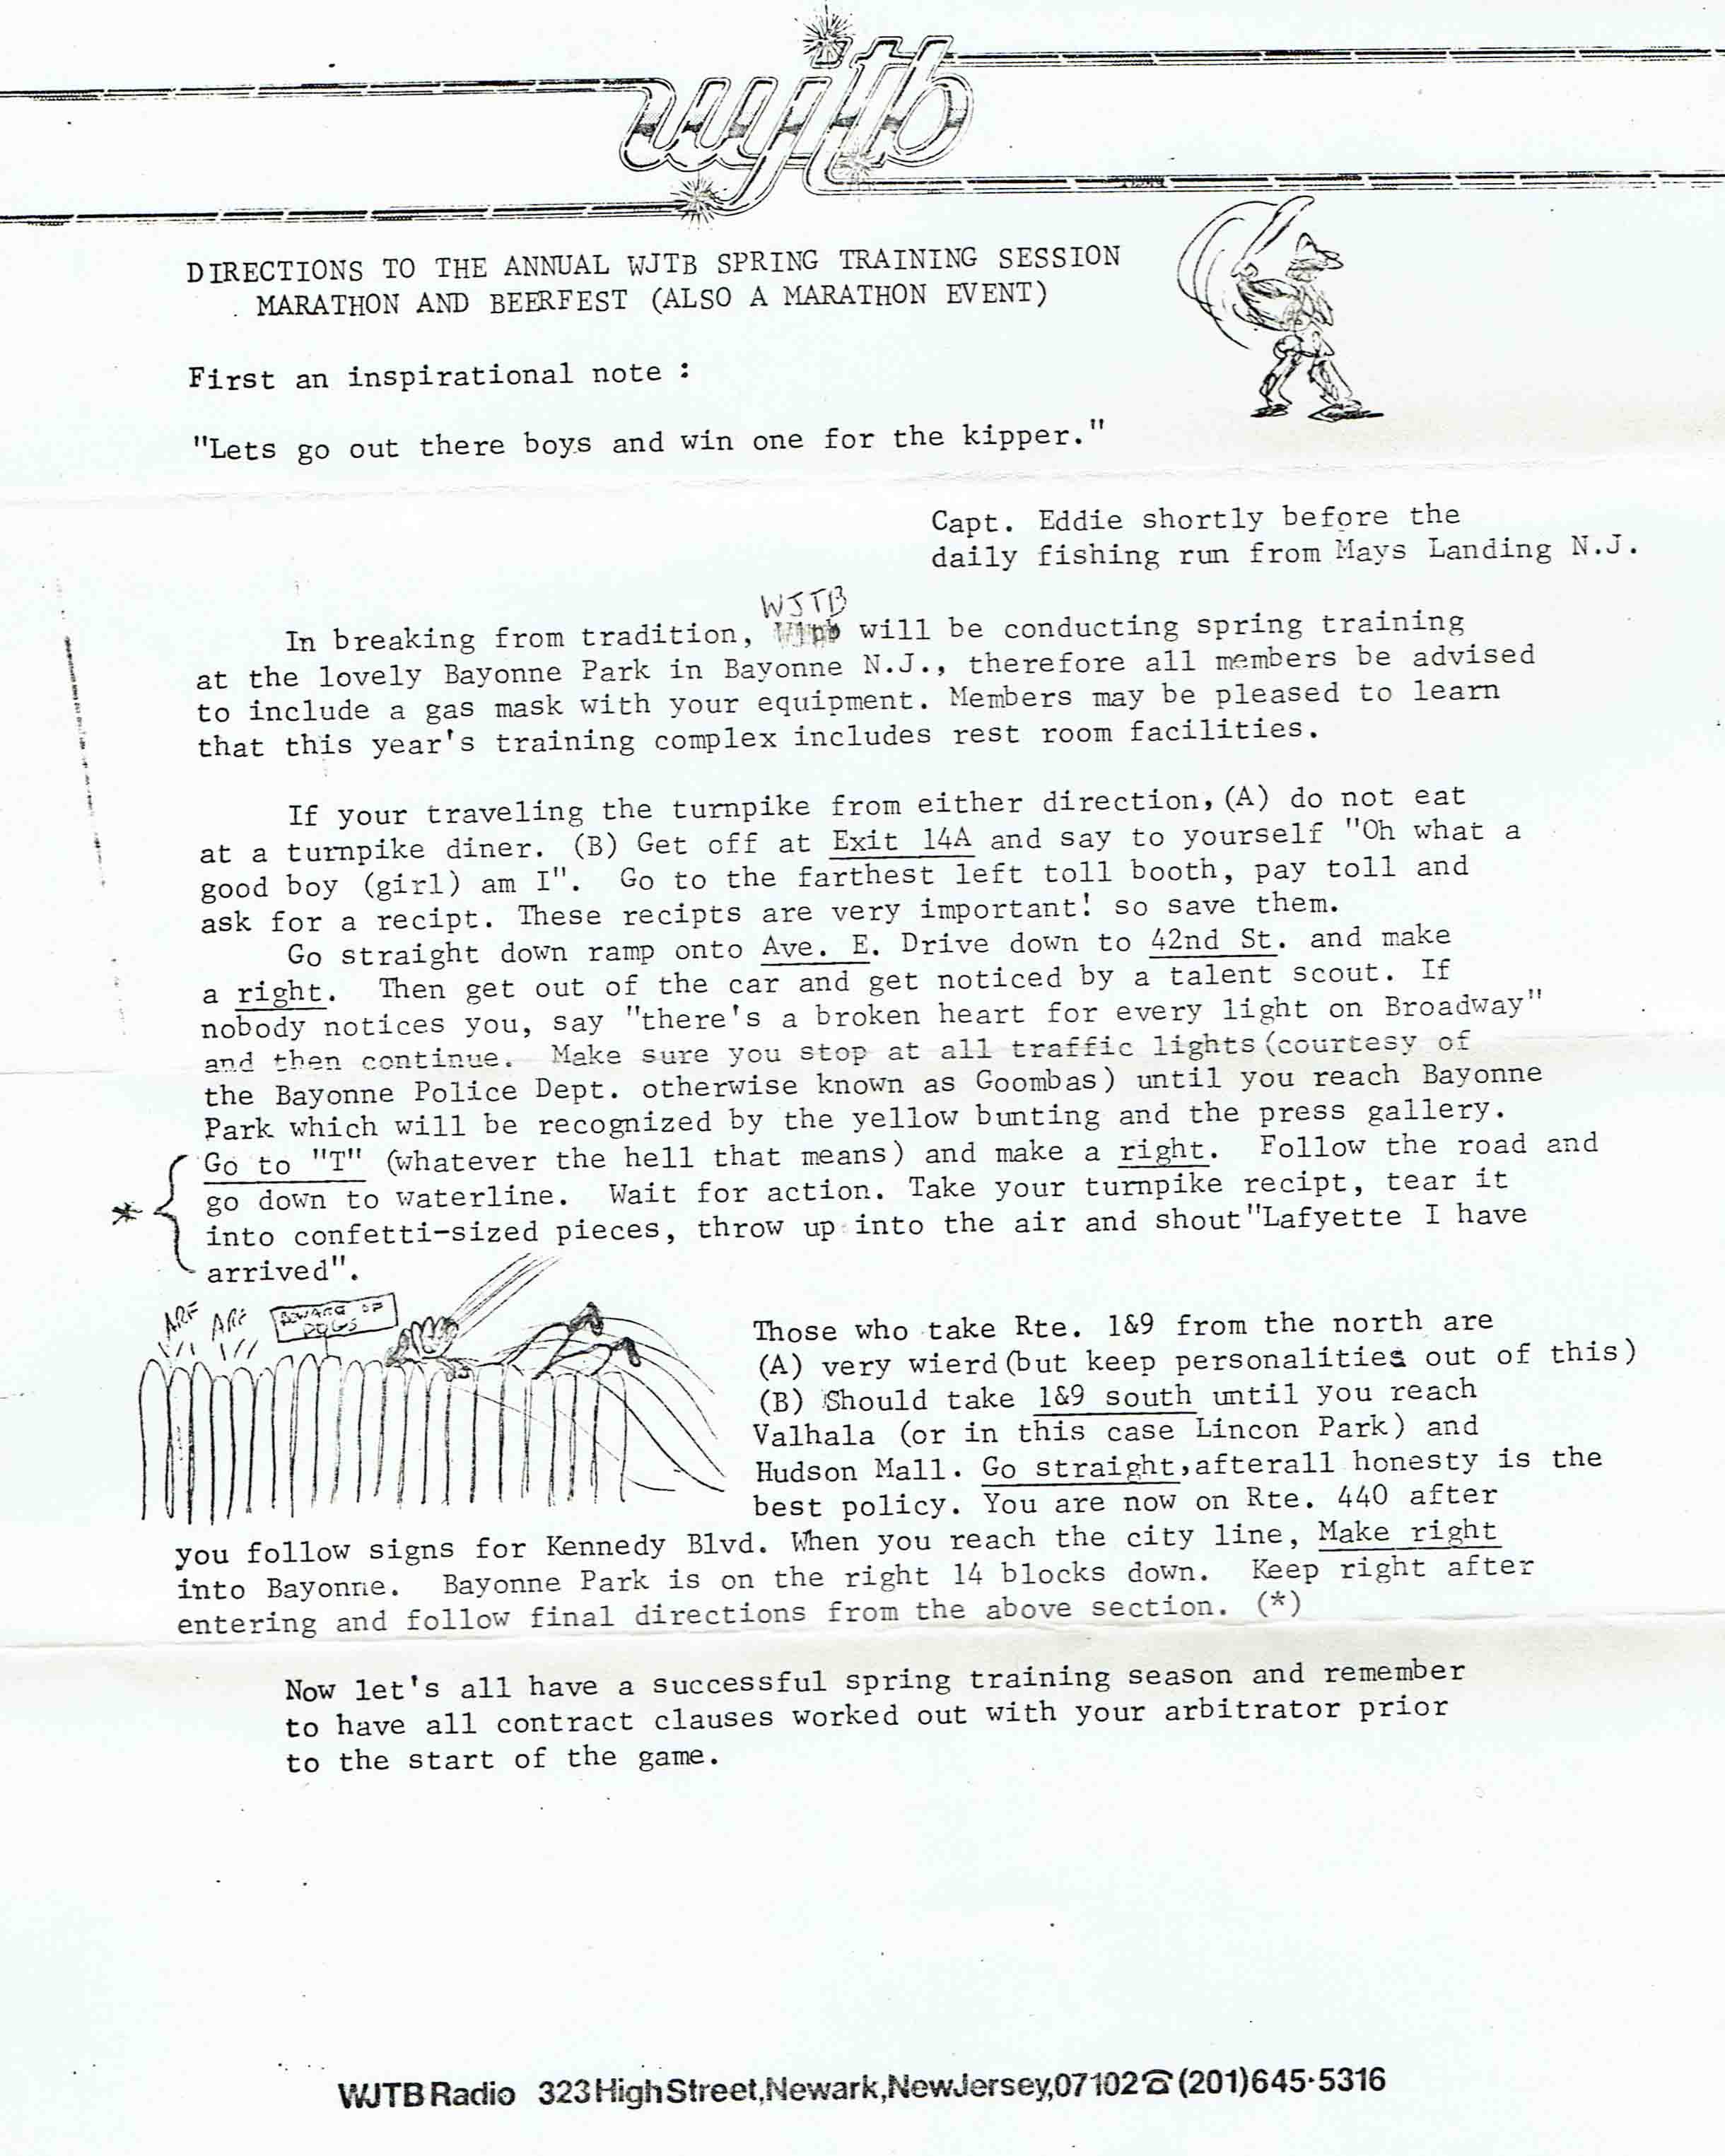 wjtb
DIRECTIONS TO THE ANNUAL WJTB SPRING TRAINING SESSION
MARATHON AND BEERFEST (ALSO A MARATHON EVENT)
First an inspirational note :
"Lets go out there boys and win one for the kipper."
Capt. Eddie shortly before the
daily fishing run from Mays Landing N.J.
WJTB
In breaking from tradition, will be conducting spring training
at the lovely Bayonne Park in Bayonne N.J., therefore all members be advised
to include a gas mask with your equipment. Members may be pleased to learn
that this year's training complex includes rest room facilities.
If your traveling the turnpike from either direction, (A) do not eat
at a turnpike diner. (B) Get off at Exit 14A and say to yourself "Oh what a
good boy (girl) am I". Go to the farthest left toll booth, pay toll and
ask for a recipt. These recipts are very important! so save them.
Go straight down ramp onto Ave. E. Drive down to 42nd St. and make
a right. Then get out of the car and get noticed by a talent scout. If
nobody notices you, say "there's a broken heart for every light on Broadway"
and then continue. Make sure you stop at all traffic lights (courtesy of
the Bayonne Police Dept. otherwise known as Goombas) until you reach Bayonne
Park which will be recognized by the yellow bunting and the press gallery.
Go to "T" (whatever the hell that means) and make a right. Follow the road and
* go down to waterline. Wait for action. Take your turnpike recipt, tear it
into confetti-sized pieces, throw up into the air and shout "Lafyette I have
arrived".
ARF ARF BEWARE OF
DOGS
Those who take Rte. 1&9 from the north are
(A) very wierd (but keep personalities out of this)
(B) Should take 1&9 south until you reach
Valhala (or in this case Lincon Park) and
Hudson Mall. Go straight, afterall honesty is the
best policy. You are now on Rte. 440 after
you follow signs for Kennedy Blvd. When you reach the city line, Make right
into Bayonne. Bayonne Park is on the right 14 blocks down. Keep right after
entering and follow final directions from the above section. (*)
Now let's all have a successful spring training season and remember
to have all contract clauses worked out with your arbitrator prior
to the start of the game.
WJTB Radio 323 High Street, Newark, New Jersey, 07102 ☎ (201) 645·5316